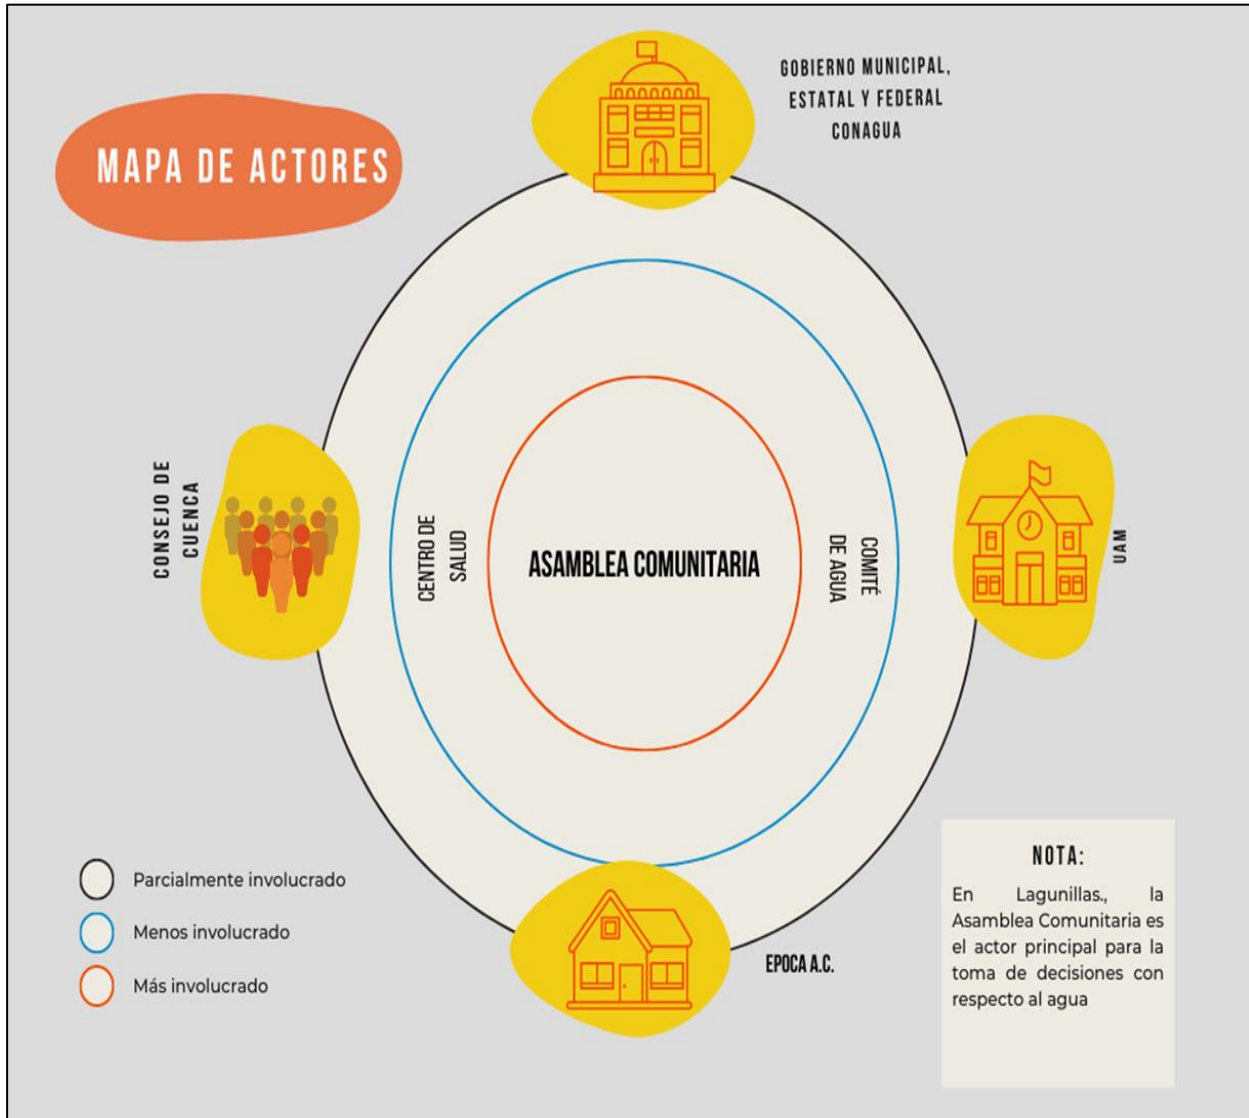 MAPA DE ACTORES
GOBIERNO MUNICIPAL,
ESTATAL Y FEDERAL
CONAGUA
CONSEJO DE
CUENCA
CENTRO DE
SALUD
ASAMBLEA COMUNITARIA
COMITÉ
DE AGUA
UAM
EPOCA A.C.
Parcialmente involucrado
Menos involucrado
Más involucrado
NOTA:
En Lagunillas., la
Asamblea Comunitaria es
el actor principal para la
toma de decisiones con
respecto al agua